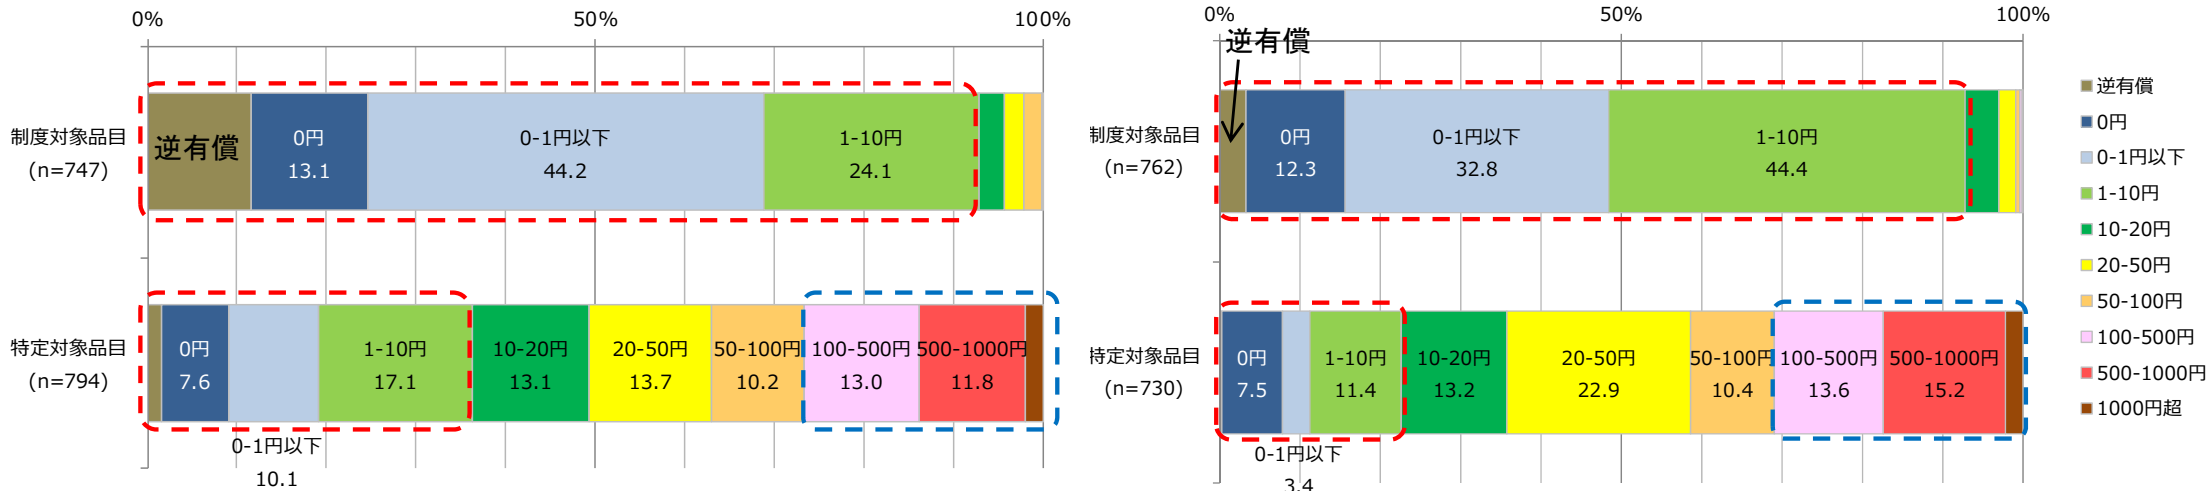 0%
50%
100%
制度対象品目
(n=747)
逆有償
0円
13.1
0-1円以下
44.2
1-10円
24.1
特定対象品目
(n=794)
0円
7.6
0-1円以下
10.1
1-10円
17.1
10-20円
13.1
20-50円
13.7
50-100円
10.2
100-500円
13.0
500-1000円
11.8
0%
50%
100%
逆有償
制度対象品目
(n=762)
0円
12.3
0-1円以下
32.8
1-10円
44.4
特定対象品目
(n=730)
0円
7.5
0-1円以下
3.4
1-10円
11.4
10-20円
13.2
20-50円
22.9
50-100円
10.4
100-500円
13.6
500-1000円
15.2
逆有償
0円
0-1円以下
1-10円
10-20円
20-50円
50-100円
100-500円
500-1000円
1000円超